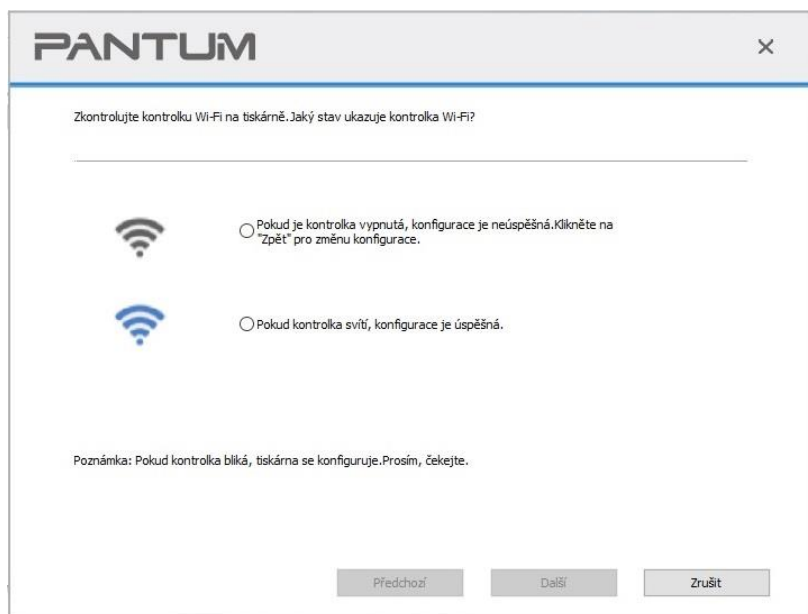 PANTUM
Zkontrolujte kontrolku Wi-Fi na tiskárně.Jaký stav ukazuje kontrolka Wi-Fi?
Pokud je kontrolka vypnutá, konfigurace je neúspěšná.Klikněte na
"Zpět" pro změnu konfigurace.
Pokud kontrolka svítí, konfigurace je úspěšná.
Poznámka: Pokud kontrolka bliká, tiskárna se konfiguruje.Prosím, čekejte.
Předchozí
Další
Zrušit